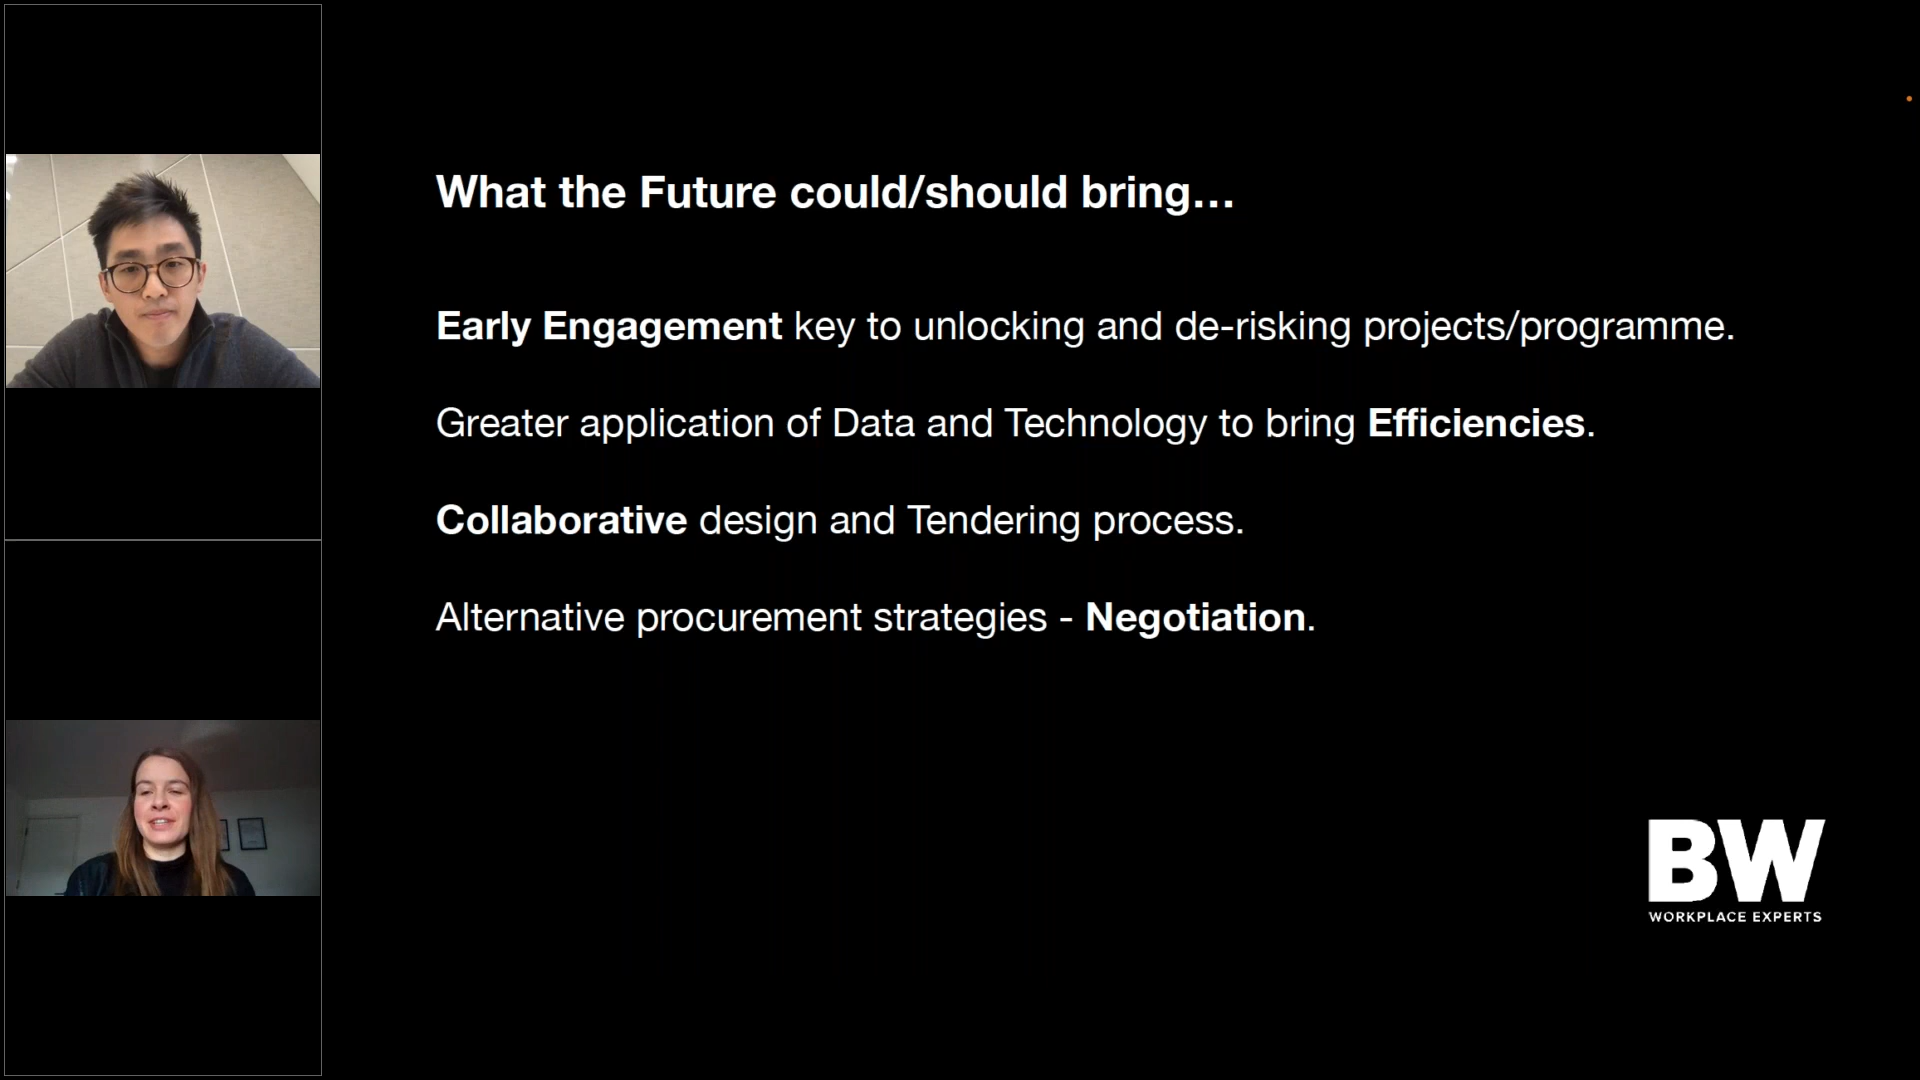 What the Future could/should bring...
Early Engagement key to unlocking and de-risking projects/programme.
Greater application of Data and Technology to bring Efficiencies.
Collaborative design and Tendering process.
Alternative procurement strategies - Negotiation.
BW
WORKPLACE EXPERTS